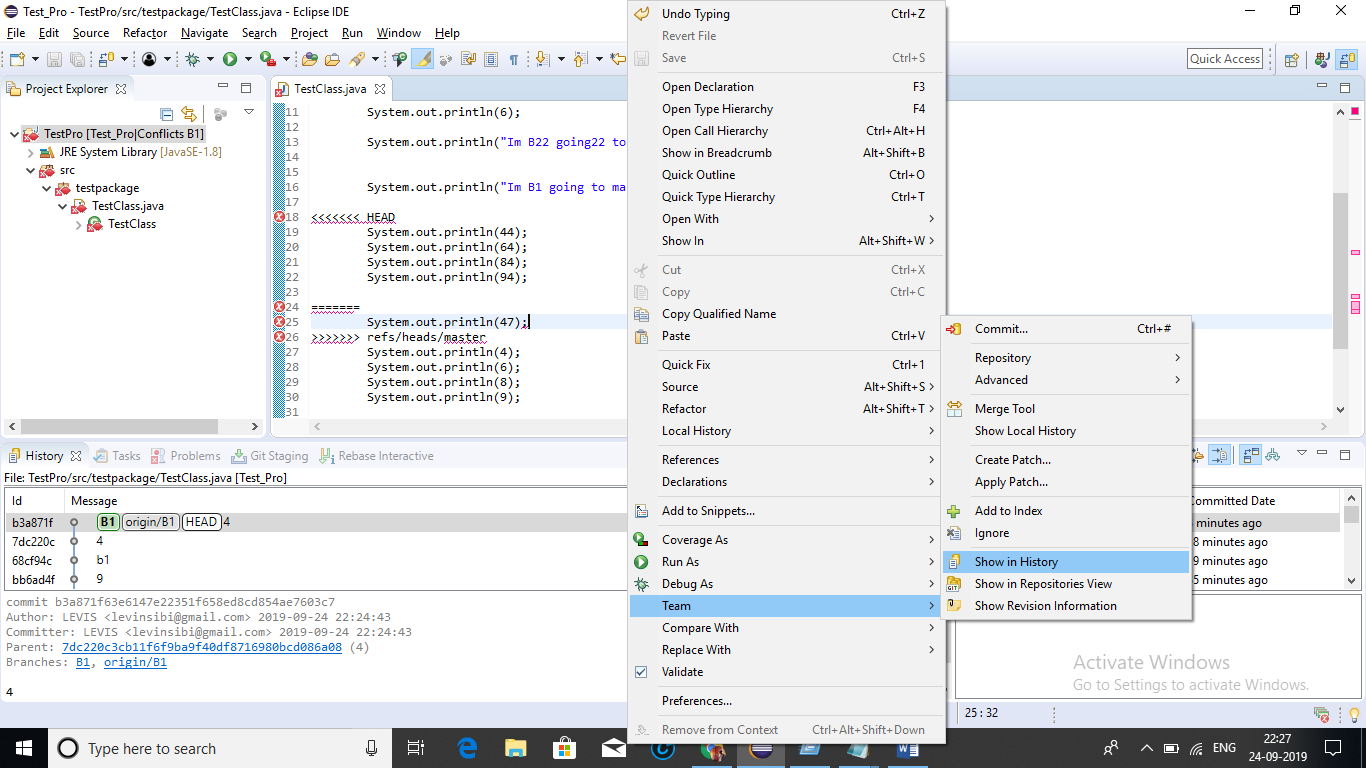 Test_Pro - TestPro/src/testpackage/TestClass.java - Eclipse IDE
File Edit Source Refactor Navigate Search Project Run Window Help
Quick Access
Project Explorer
TestPro [Test_Pro|Conflicts B1]
JRE System Library [JavaSE-1.8]
src
testpackage
TestClass.java
TestClass
TestClass.java
11 System.out.println(6);
12
13 System.out.println("Im B22 going22 to
14
15
16 System.out.println("Im B1 going to ma
17
18 <<<<<<< HEAD
19 System.out.println(44);
20 System.out.println(64);
21 System.out.println(84);
22 System.out.println(94);
23
24 =======
25 System.out.println(47);
26 >>>>>>> refs/heads/master
27 System.out.println(4);
28 System.out.println(6);
29 System.out.println(8);
30 System.out.println(9);
31
Undo Typing Ctrl+Z
Revert File
Save Ctrl+S
Open Declaration F3
Open Type Hierarchy F4
Open Call Hierarchy Ctrl+Alt+H
Show in Breadcrumb Alt+Shift+B
Quick Outline Ctrl+O
Quick Type Hierarchy Ctrl+T
Open With
Show In Alt+Shift+W
Cut Ctrl+X
Copy Ctrl+C
Copy Qualified Name
Paste Ctrl+V
Quick Fix Ctrl+1
Source Alt+Shift+S
Refactor Alt+Shift+T
Local History
References
Declarations
Add to Snippets...
Coverage As
Run As
Debug As
Team
Compare With
Replace With
Validate
Preferences...
Remove from Context Ctrl+Alt+Shift+Down
Commit... Ctrl+#
Repository
Advanced
Merge Tool
Show Local History
Create Patch...
Apply Patch...
Add to Index
Ignore
Show in History
Show in Repositories View
Show Revision Information
History Tasks Problems Git Staging Rebase Interactive
File: TestPro/src/testpackage/TestClass.java [Test_Pro]
Id Message ommitted Date
b3a871f B1 origin/B1 HEAD 4 minutes ago
7dc220c 4 8 minutes ago
68cf94c b1 9 minutes ago
bb6ad4f 9 5 minutes ago
commit b3a871f63e6147e22351f658ed8cd854ae7603c7
Author: LEVIS <levinsibi@gmail.com> 2019-09-24 22:24:43
Committer: LEVIS <levinsibi@gmail.com> 2019-09-24 22:24:43
Parent: 7dc220c3cb11f6f9ba9f40df8716980bcd086a08 (4)
Branches: B1, origin/B1
4
Activate Windows
Go to Settings to activate Windows.
25 : 32
Type here to search
ENG
22:27
24-09-2019